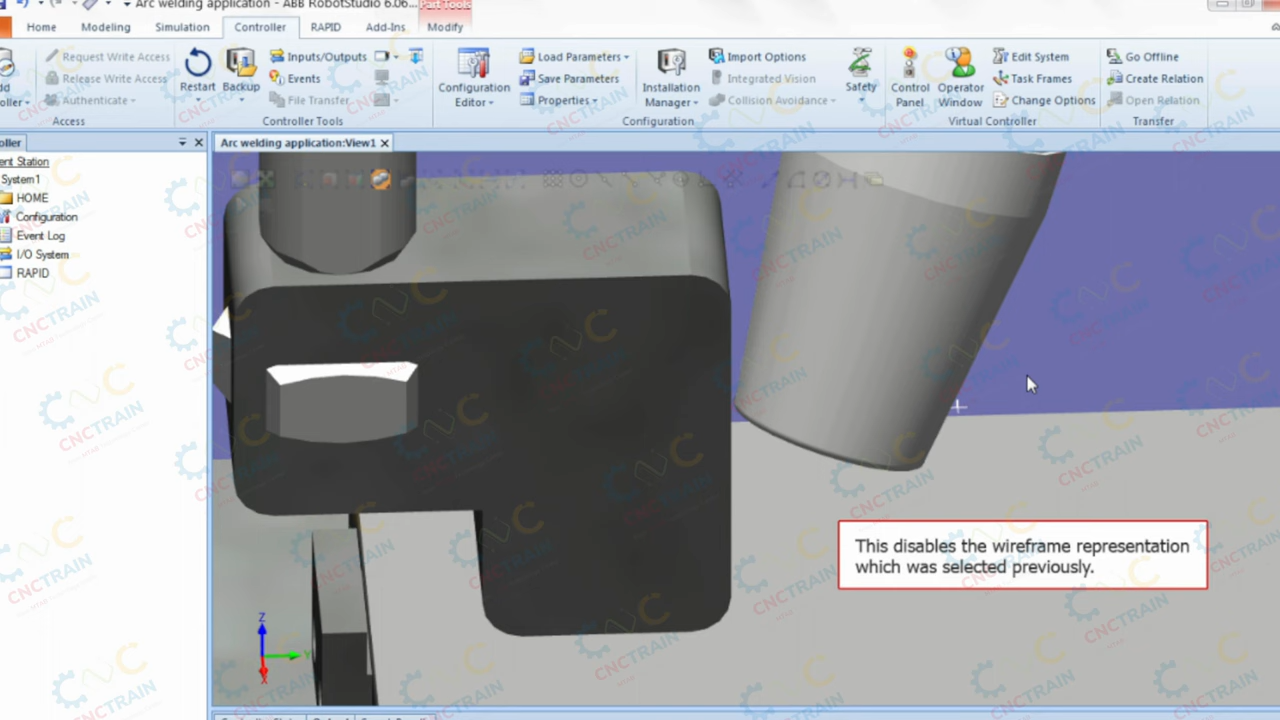 Arc welding application - ABB RobotStudio 6.06...
Part Tools
Home Modeling Simulation Controller RAPID Add-Ins Modify
Request Write Access
Release Write Access
Authenticate
Access
Restart
Backup
Inputs/Outputs
Events
File Transfer
Controller Tools
Configuration
Editor
Load Parameters
Save Parameters
Properties
Installation
Manager
Import Options
Integrated Vision
Collision Avoidance
Configuration
Safety
Control
Panel
Operator
Window
Edit System
Task Frames
Change Options
Virtual Controller
Go Offline
Create Relation
Open Relation
Transfer
Arc welding application:View1
ent Station
System1
HOME
Configuration
Event Log
I/O System
RAPID
This disables the wireframe representation
which was selected previously.
Z
Y
X
CNCTRAIN